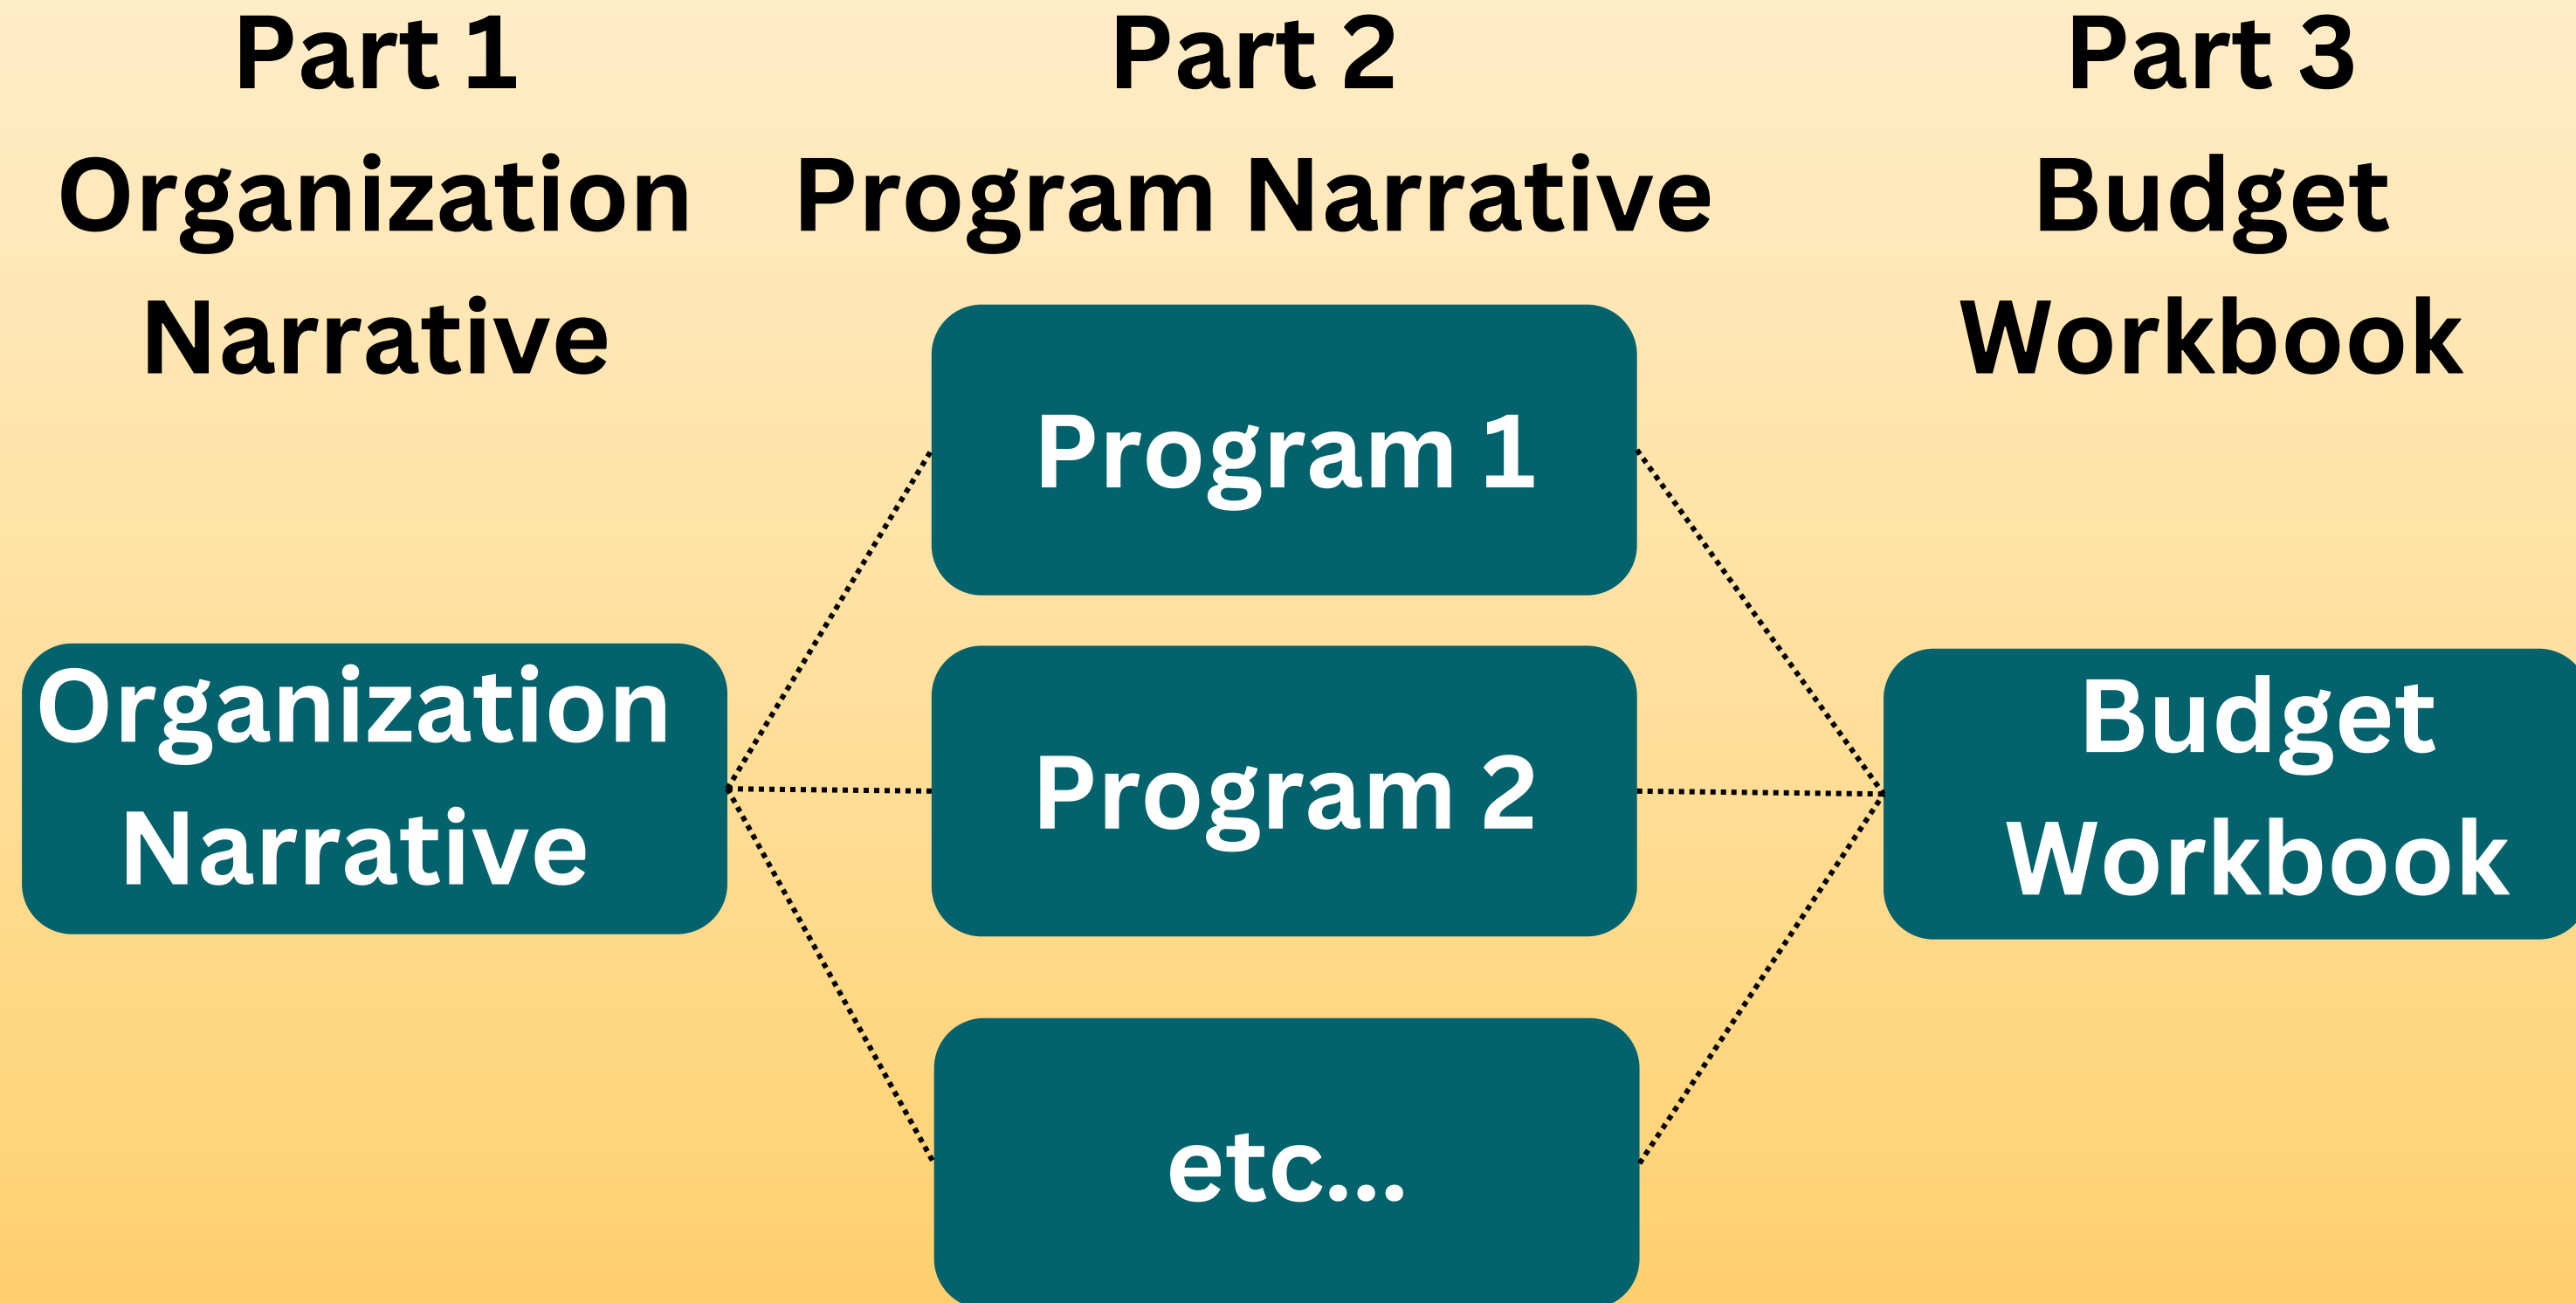 Part 1
Organization
Narrative
Part 2
Program Narrative
Part 3
Budget
Workbook
Organization
Narrative
Program 1
Program 2
etc...
Budget
Workbook